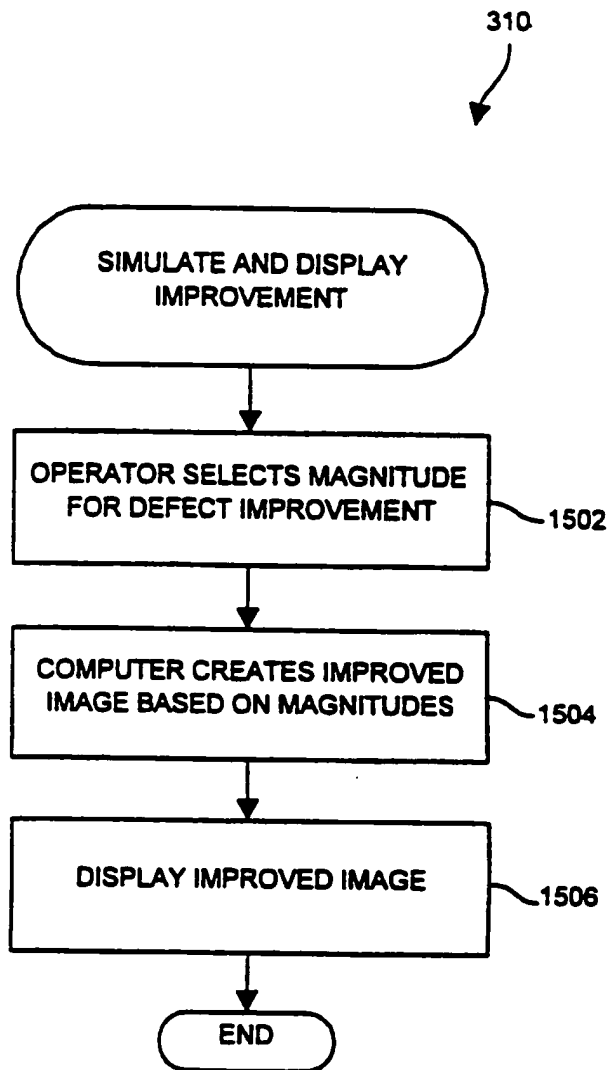 310
SIMULATE AND DISPLAY
IMPROVEMENT
OPERATOR SELECTS MAGNITUDE
FOR DEFECT IMPROVEMENT
1502
COMPUTER CREATES IMPROVED
IMAGE BASED ON MAGNITUDES
1504
DISPLAY IMPROVED IMAGE
1506
END